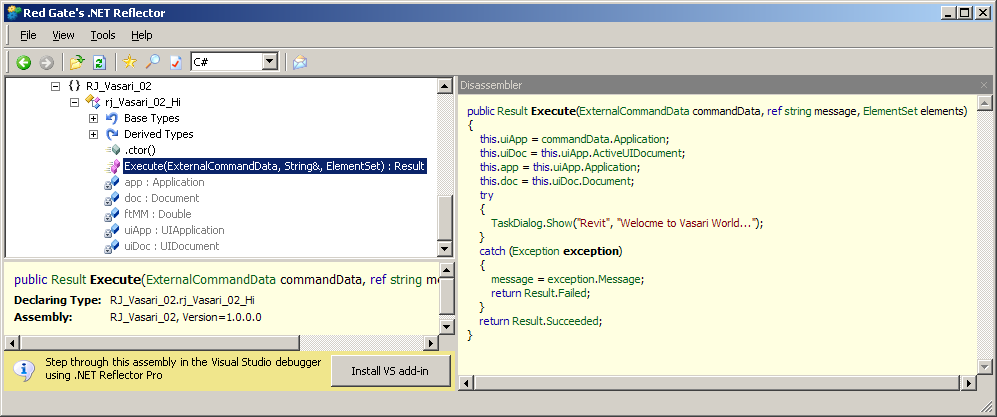 Red Gate's .NET Reflector
File View Tools Help
C#
{} RJ_Vasari_02
rj_Vasari_02_Hi
Base Types
Derived Types
.ctor()
Execute(ExternalCommandData, String&, ElementSet) : Result
app : Application
doc : Document
ftMM : Double
uiApp : UIApplication
uiDoc : UIDocument
public Result Execute(ExternalCommandData commandData, ref string me
Declaring Type: RJ_Vasari_02.rj_Vasari_02_Hi
Assembly: RJ_Vasari_02, Version=1.0.0.0
Step through this assembly in the Visual Studio debugger
using .NET Reflector Pro
Install VS add-in
Disassembler
public Result Execute(ExternalCommandData commandData, ref string message, ElementSet elements)
{
this.uiApp = commandData.Application;
this.uiDoc = this.uiApp.ActiveUIDocument;
this.app = this.uiApp.Application;
this.doc = this.uiDoc.Document;
try
{
TaskDialog.Show("Revit", "Welocme to Vasari World...");
}
catch (Exception exception)
{
message = exception.Message;
return Result.Failed;
}
return Result.Succeeded;
}